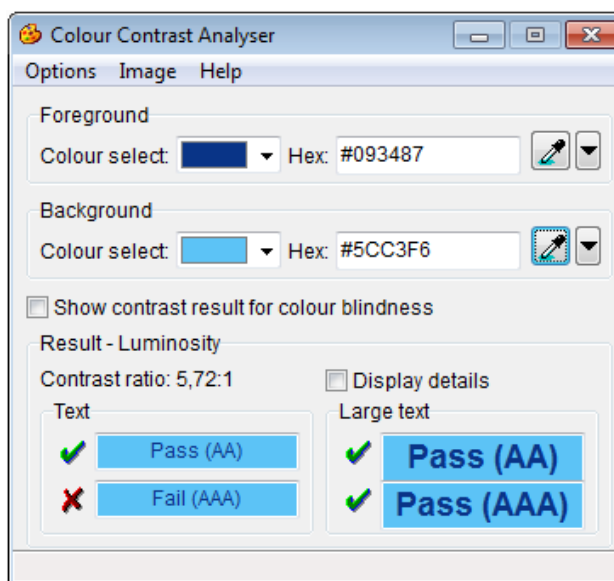 Colour Contrast Analyser
Options Image Help
Foreground
Colour select: Hex: #093487
Background
Colour select: Hex: #5CC3F6
Show contrast result for colour blindness
Result - Luminosity
Contrast ratio: 5,72:1 Display details
Text Large text
Pass (AA) Pass (AA)
Fail (AAA) Pass (AAA)